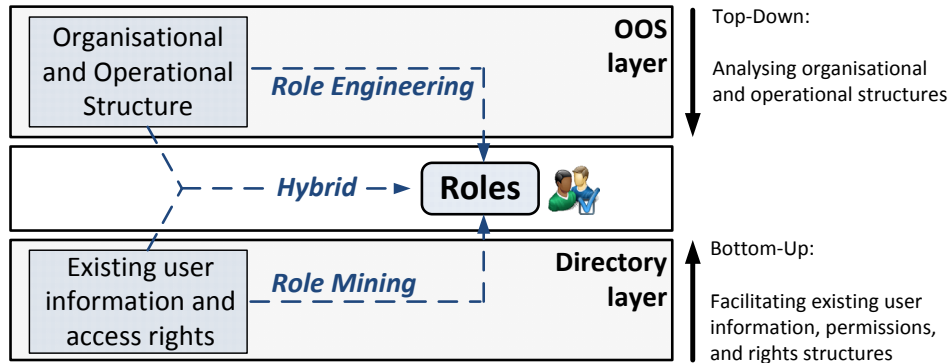 Organisational
and Operational
Structure
Role Engineering
OOS
layer
Top-Down:
Analysing organisational
and operational structures
Hybrid
Roles
Existing user
information and
access rights
Role Mining
Directory
layer
Bottom-Up:
Facilitating existing user
information, permissions,
and rights structures